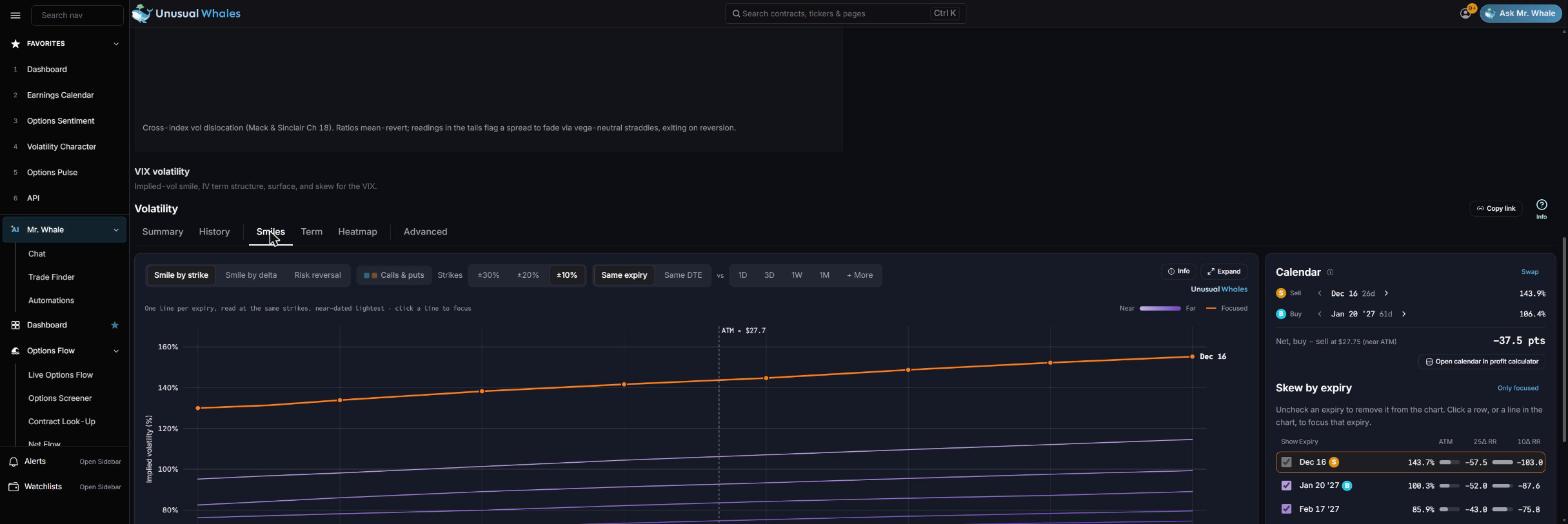 Search nav
Unusual Whales
Search contracts, tickers & pages
Ctrl K
9+
Ask Mr. Whale
FAVORITES
1 Dashboard
2 Earnings Calendar
3 Options Sentiment
4 Volatility Character
5 Options Pulse
6 API
AI Mr. Whale
Chat
Trade Finder
Automations
Dashboard
Options Flow
Live Options Flow
Options Screener
Contract Look-Up
Net Flow
Alerts Open Sidebar
Watchlists Open Sidebar
Cross-index vol dislocation (Mack & Sinclair Ch 18). Ratios mean-revert; readings in the tails flag a spread to fade via vega-neutral straddles, exiting on reversion.
VIX volatility
Implied-vol smile, IV term structure, surface, and skew for the VIX.
Volatility
Copy link
Info
Summary History Smiles Term Heatmap Advanced
Smile by strike Smile by delta Risk reversal Calls & puts Strikes ±30% ±20% ±10% Same expiry Same DTE vs 1D 3D 1W 1M + More
Info Expand
Unusual Whales
One line per expiry, read at the same strikes, near-dated lightest · click a line to focus
Near Far Focused
ATM ≈ $27.7
160%
140%
120%
100%
80%
Implied volatility (%)
Dec 16
Calendar Swap
S Sell Dec 16 26d 143.9%
B Buy Jan 20 '27 61d 106.4%
Net, buy − sell at $27.75 (near ATM) −37.5 pts
Open calendar in profit calculator
Skew by expiry Only focused
Uncheck an expiry to remove it from the chart. Click a row, or a line in the
chart, to focus that expiry.
Show Expiry ATM 25Δ RR 10Δ RR
Dec 16 S 143.7% −57.5 −103.0
Jan 20 '27 B 100.3% −52.0 −87.6
Feb 17 '27 85.9% −43.0 −75.0